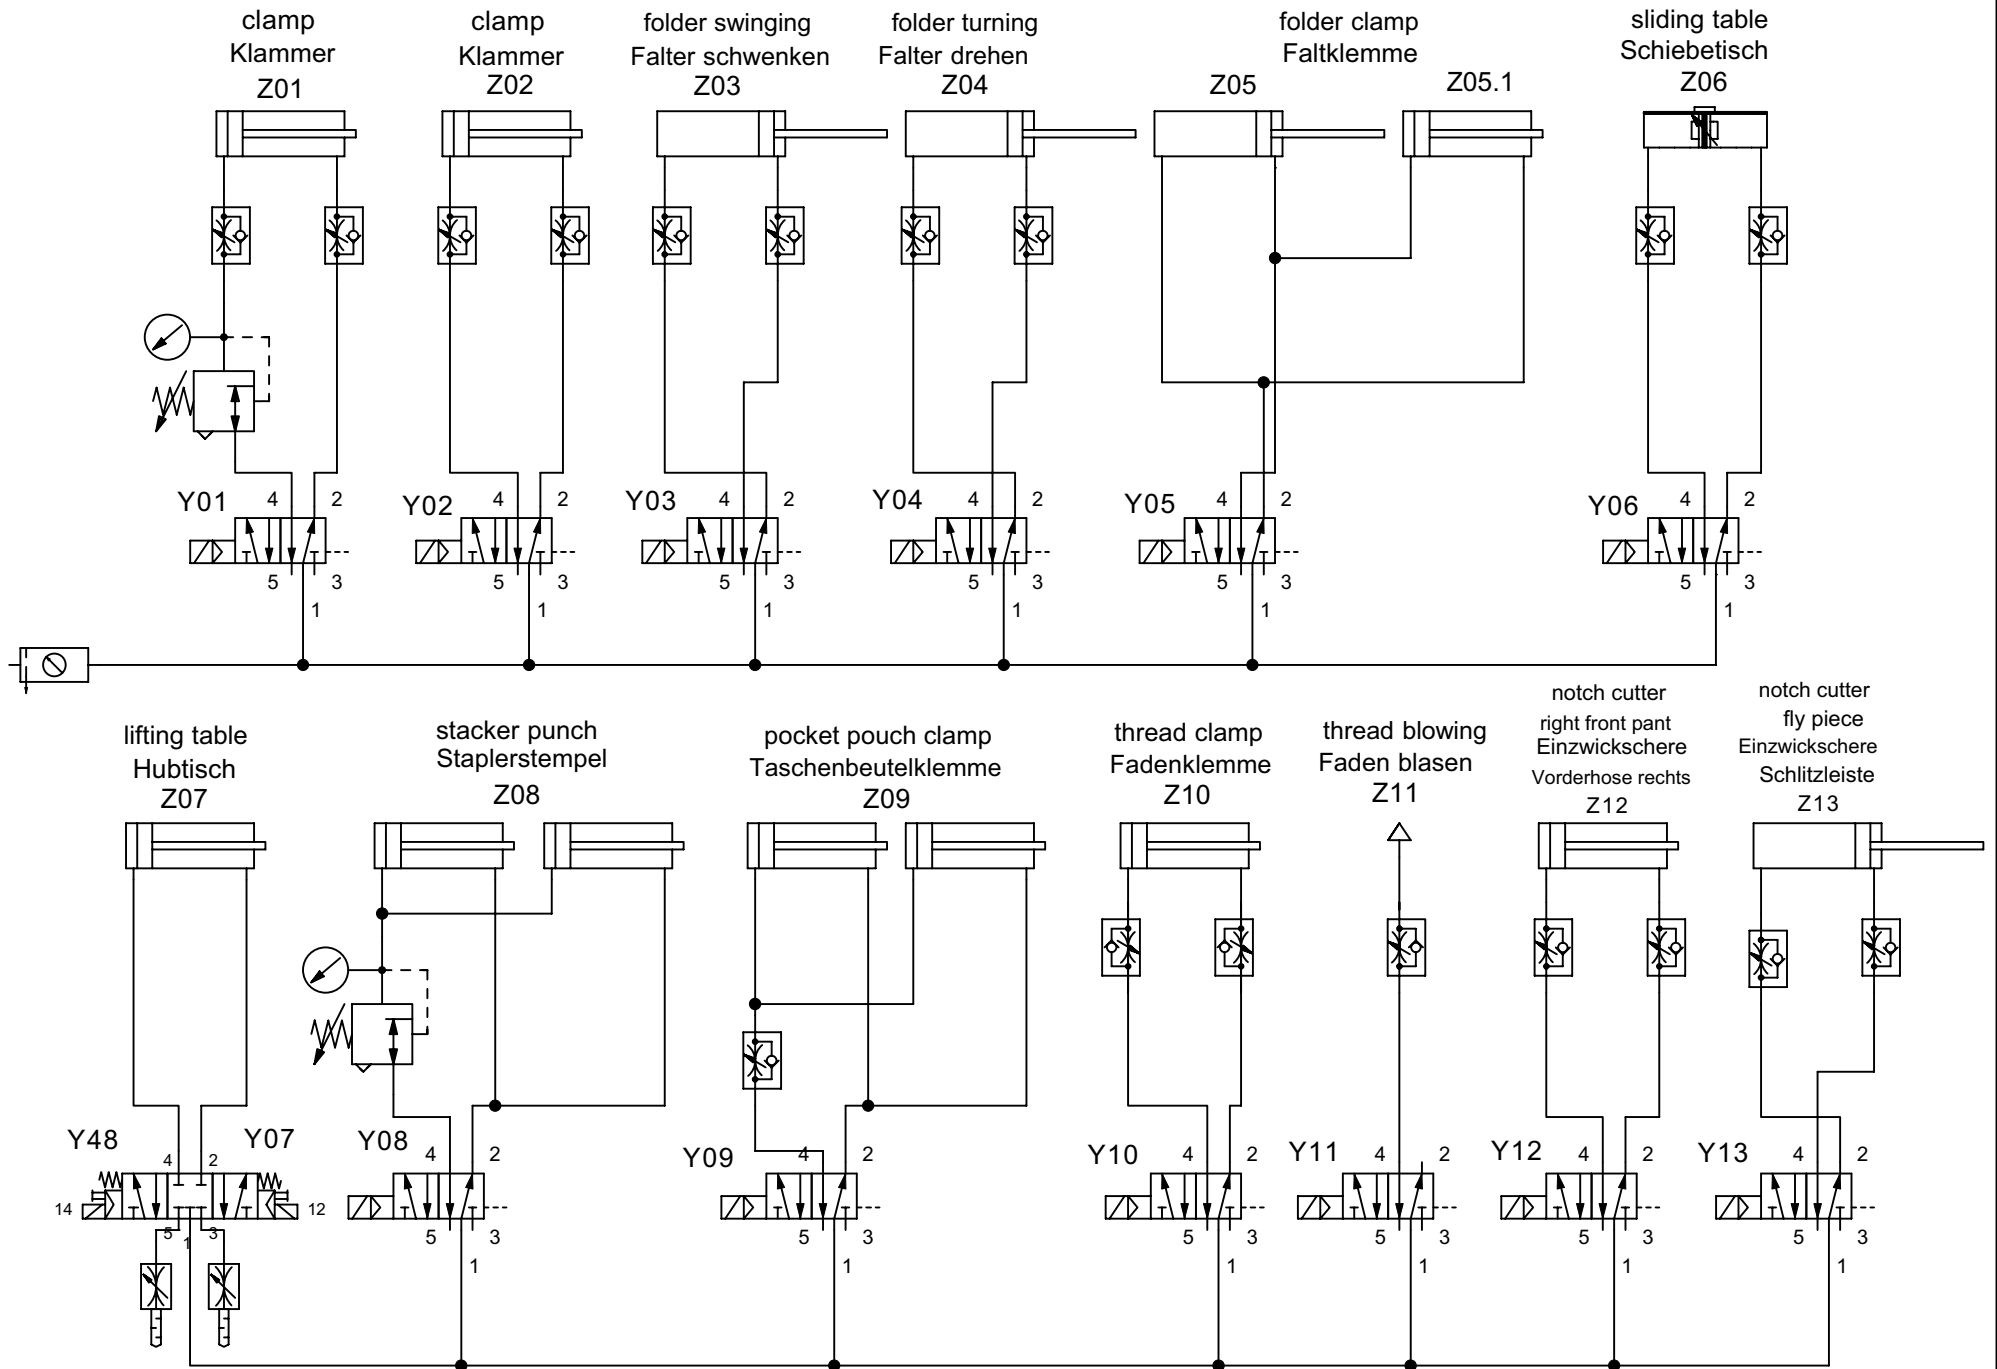 clamp
Klammer
Z01
clamp
Klammer
Z02
folder swinging
Falter schwenken
Z03
folder turning
Falter drehen
Z04
folder clamp
Faltklemme
Z05
Z05.1
sliding table
Schiebetisch
Z06
Y01
4
2
5
3
1
Y02
4
2
5
3
1
Y03
4
2
5
3
1
Y04
4
2
5
3
1
Y05
4
2
5
3
1
Y06
4
2
5
3
1
lifting table
Hubtisch
Z07
stacker punch
Staplerstempel
Z08
pocket pouch clamp
Taschenbeutelklemme
Z09
thread clamp
Fadenklemme
Z10
thread blowing
Faden blasen
Z11
notch cutter
right front pant
Einzwickschere
Vorderhose rechts
Z12
notch cutter
fly piece
Einzwickschere
Schlitzleiste
Z13
Y48
Y07
4
2
14
12
5
1
3
Y08
4
2
5
3
1
Y09
4
2
5
3
1
Y10
4
2
5
3
1
Y11
4
2
5
3
1
Y12
4
2
5
3
1
Y13
4
2
5
3
1